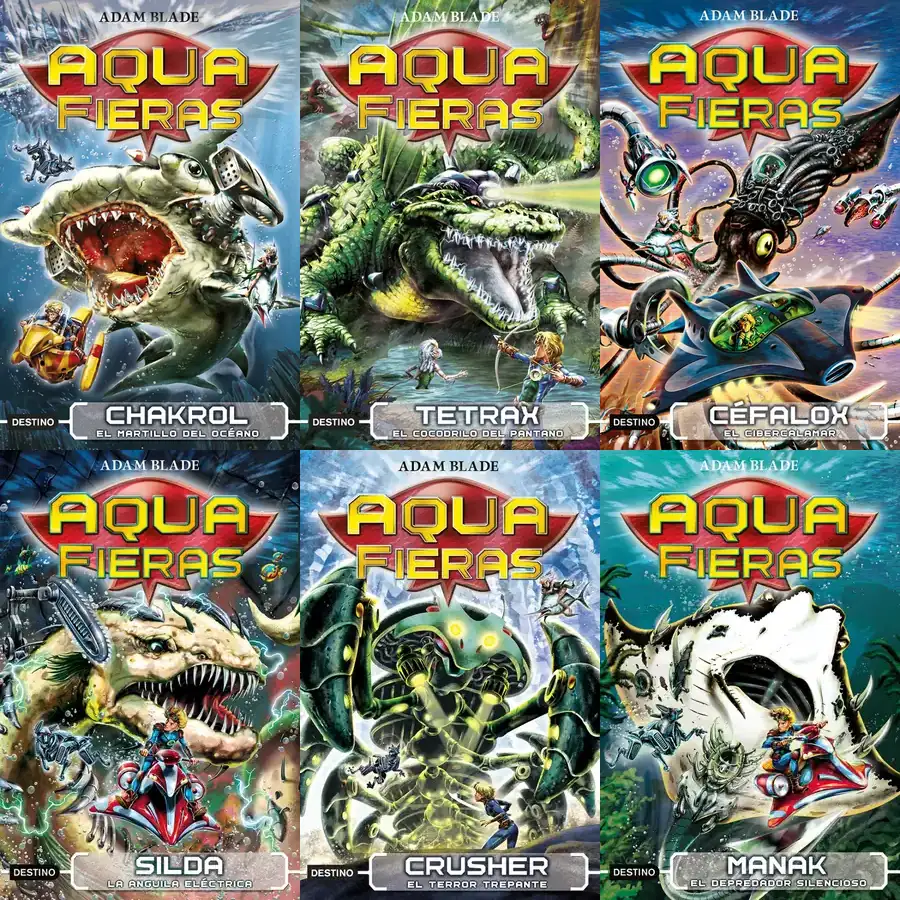 ADAM BLADE
AQUA
FIERAS
DESTINO
CHAKROL
EL MARTILLO DEL OCÉANO
ADAM BLADE
AQUA
FIERAS
DESTINO
TETRAX
EL COCODRILO DEL PANTANO
ADAM BLADE
AQUA
FIERAS
DESTINO
CÉFALOX
EL CIBERCALAMAR
ADAM BLADE
AQUA
FIERAS
DESTINO
SILDA
LA ANGUILA ELÉCTRICA
ADAM BLADE
AQUA
FIERAS
DESTINO
CRUSHER
EL TERROR TREPANTE
ADAM BLADE
AQUA
FIERAS
DESTINO
MANAK
EL DEPREDADOR SILENCIOSO